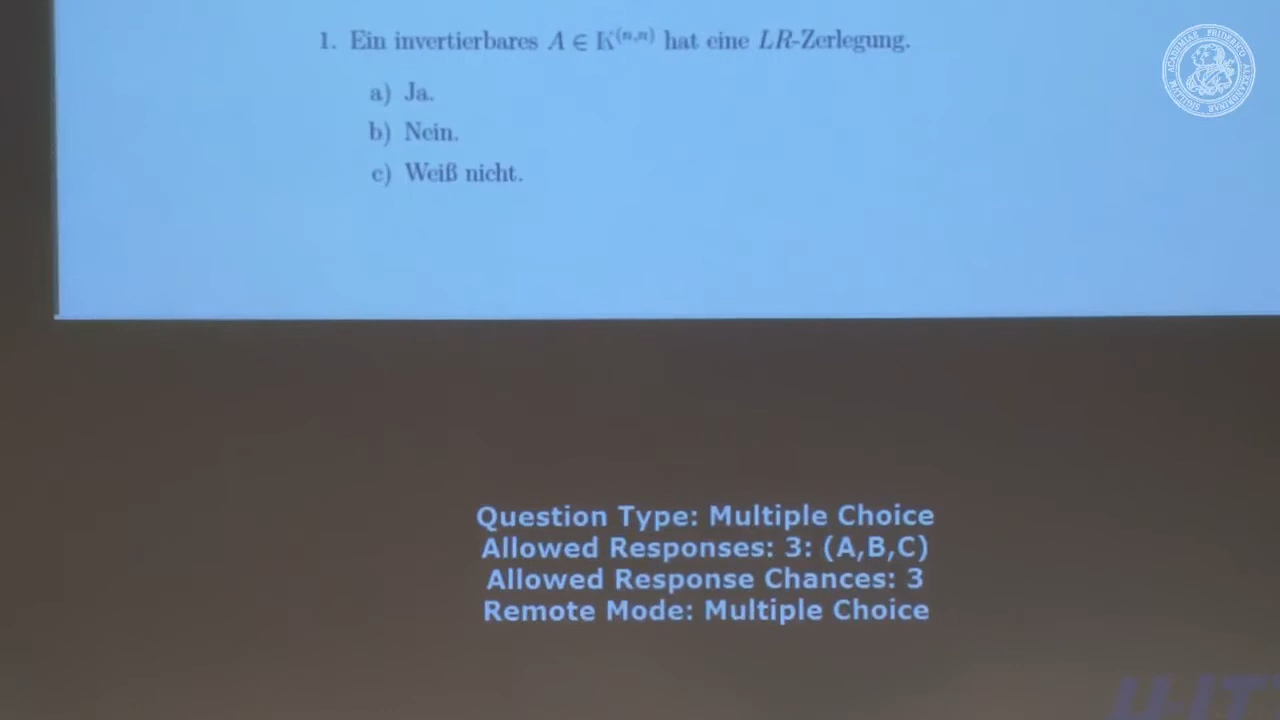 1. Ein invertierbares A ∈ K^(n,n) hat eine LR-Zerlegung.
a) Ja.
b) Nein.
c) Weiß nicht.
Question Type: Multiple Choice
Allowed Responses: 3: (A,B,C)
Allowed Response Chances: 3
Remote Mode: Multiple Choice